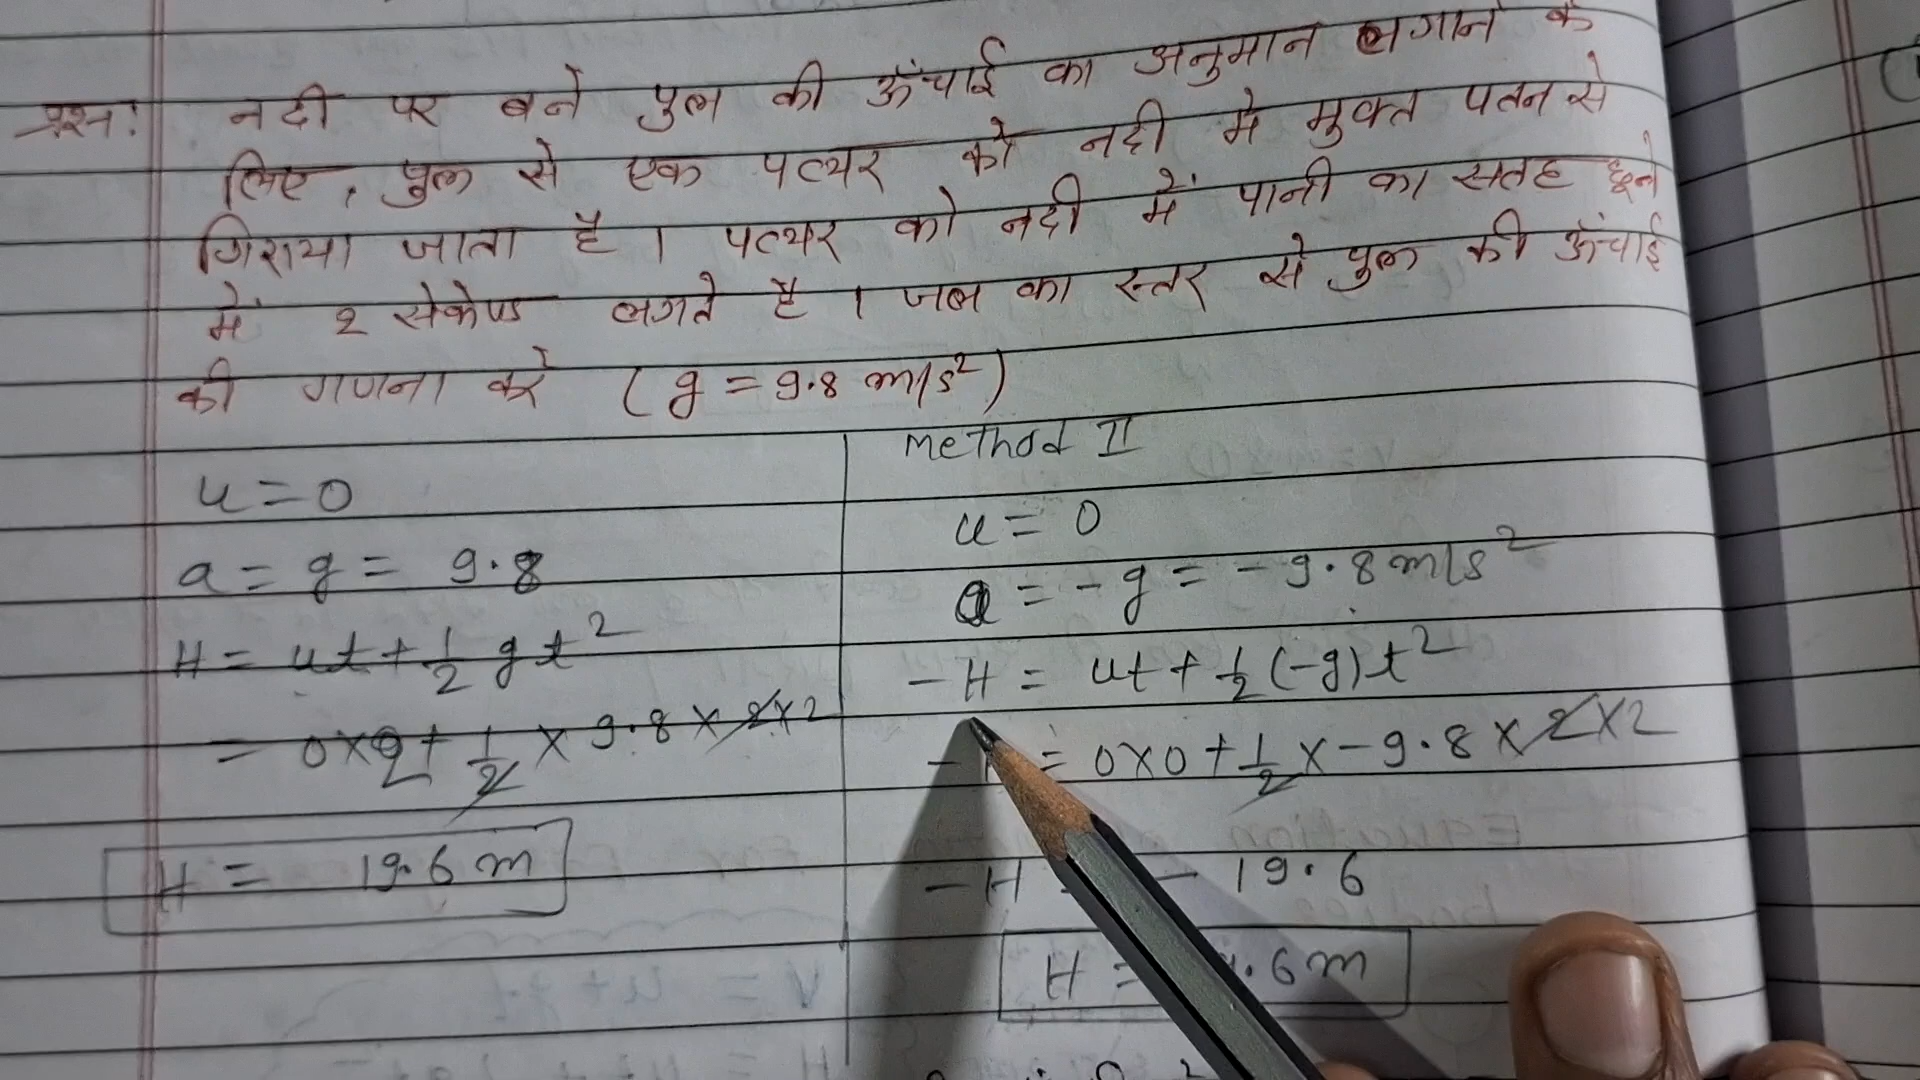 प्रश्न: नदी पर बने पुल की ऊँचाई का अनुमान लगाने के
लिए, पुल से एक पत्थर को नदी में मुक्त पतन से
गिराया जाता है । पत्थर को नदी में पानी का सतह छूने
में 2 सेकेण्ड लगते है । जल का स्तर से पुल की ऊँचाई
की गणना करे (g = 9.8 m/s²)
u = 0
a = g = 9.8
H = ut + 1/2 g t²
= 0×2 + 1/2 × 9.8 × 2×2
H = 19.6 m
Method II
u = 0
a = -g = -9.8 m/s²
-H = ut + 1/2 (-g) t²
= 0×0 + 1/2 × -9.8 × 2×2
-H - 19.6
H = .6 m